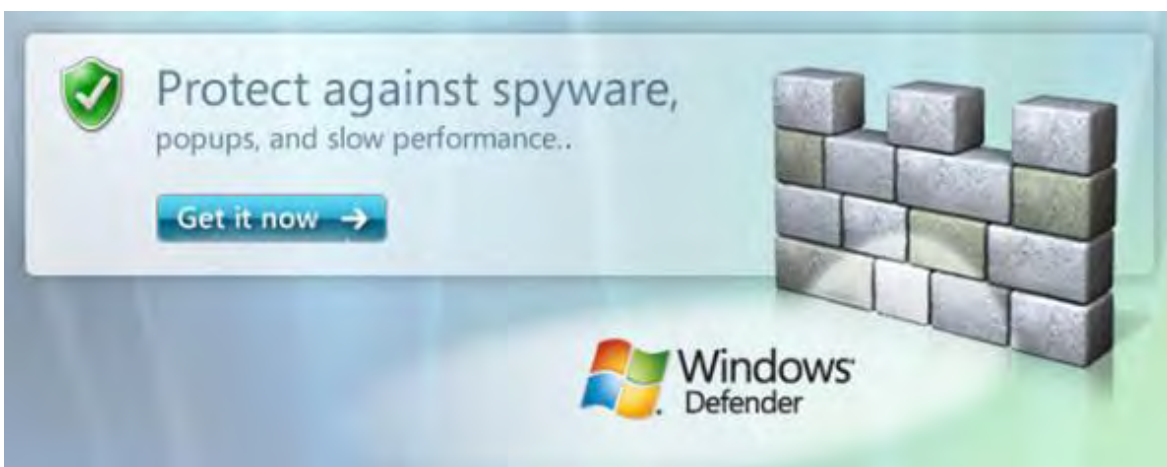 Protect against spyware,
popups, and slow performance..
Get it now →
Windows®
Defender